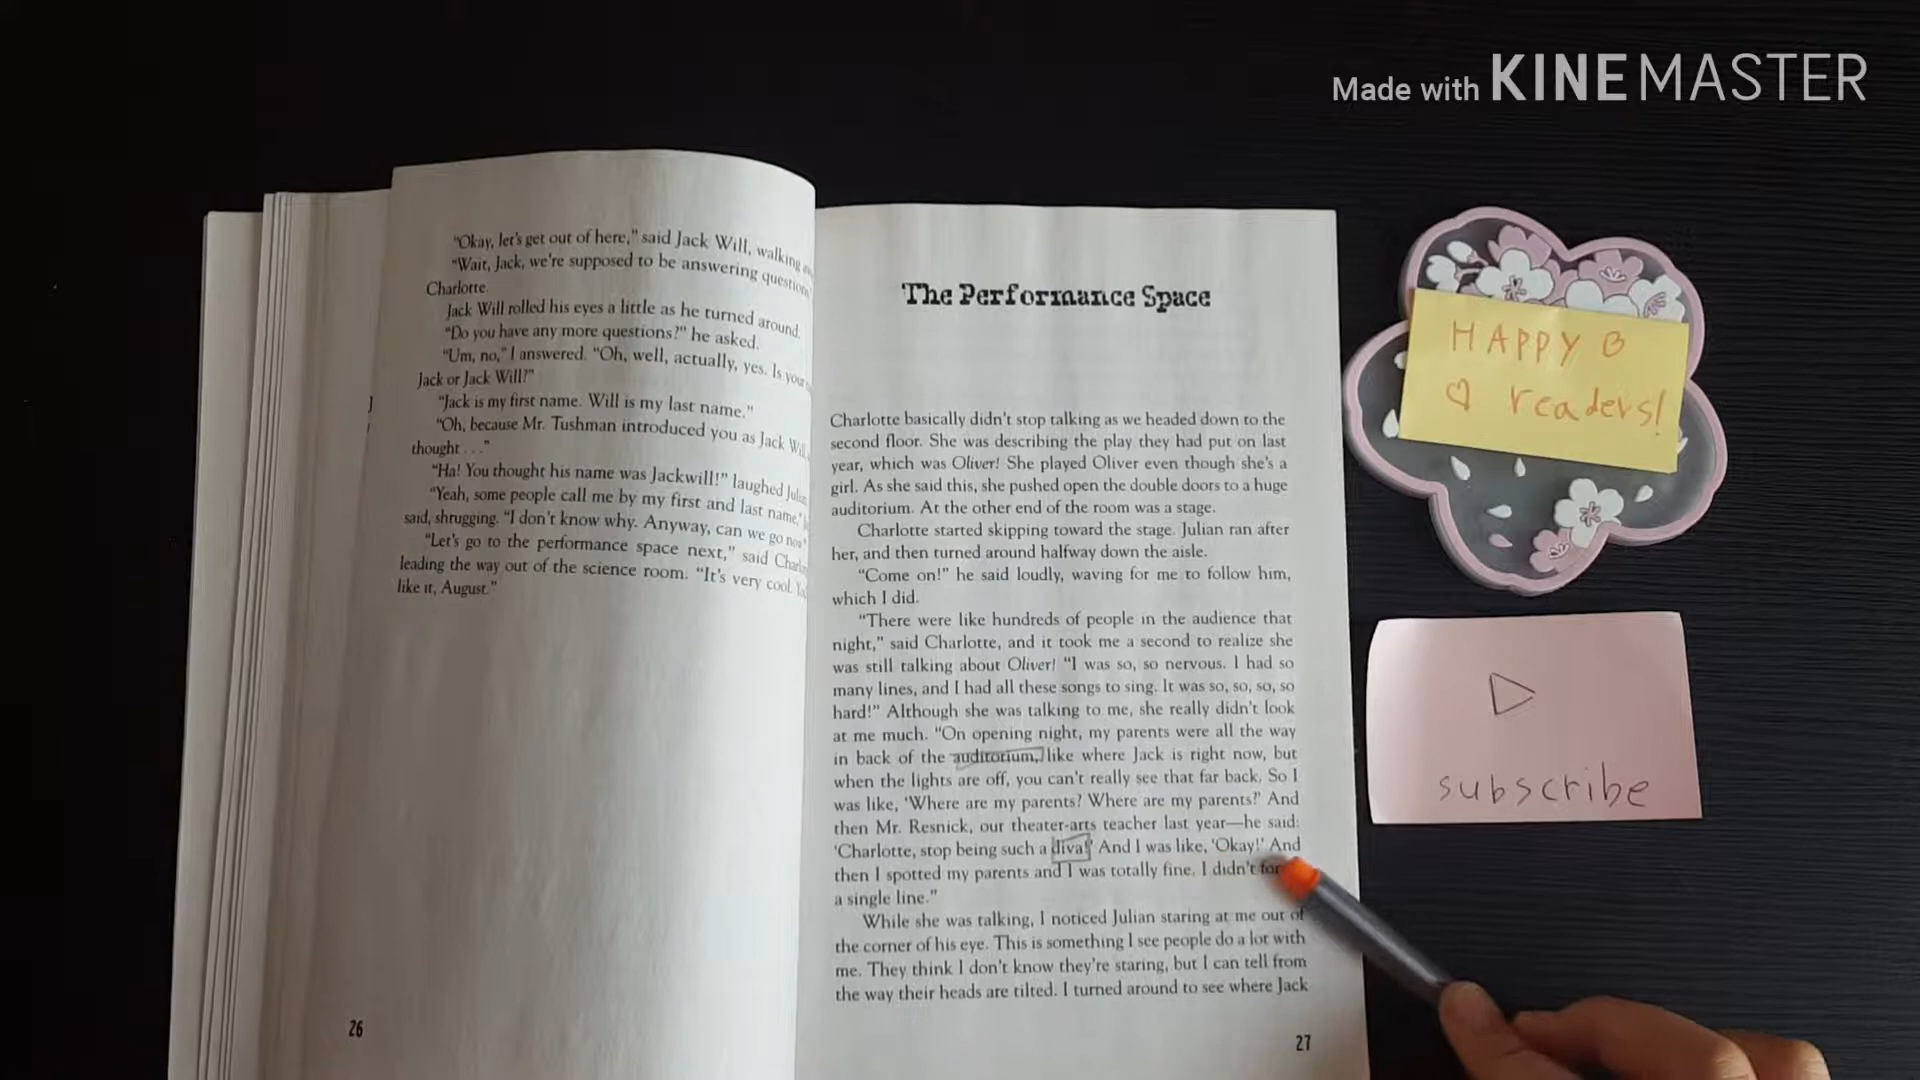 Made with KINEMASTER
"Okay, let's get out of here," said Jack Will, walking
"Wait, Jack, we're supposed to be answering questions,"
Charlotte.
Jack Will rolled his eyes a little as he turned around.
"Do you have any more questions?" he asked.
"Um, no," I answered. "Oh, well, actually, yes. Is your
Jack or Jack Will?"
"Jack is my first name. Will is my last name."
"Oh, because Mr. Tushman introduced you as Jack Will,
thought . . ."
"Ha! You thought his name was Jackwill!" laughed
"Yeah, some people call me by my first and last name,"
said, shrugging. "I don't know why. Anyway, can we go
"Let's go to the performance space next," said
leading the way out of the science room. "It's very cool.
like it, August."
26
The Performance Space
Charlotte basically didn't stop talking as we headed down to the
second floor. She was describing the play they had put on last
year, which was Oliver! She played Oliver even though she's a
girl. As she said this, she pushed open the double doors to a huge
auditorium. At the other end of the room was a stage.
Charlotte started skipping toward the stage. Julian ran after
her, and then turned around halfway down the aisle.
"Come on!" he said loudly, waving for me to follow him,
which I did.
"There were like hundreds of people in the audience that
night," said Charlotte, and it took me a second to realize she
was still talking about Oliver! "I was so, so nervous. I had so
many lines, and I had all these songs to sing. It was so, so, so, so
hard!" Although she was talking to me, she really didn't look
at me much. "On opening night, my parents were all the way
in back of the auditorium, like where Jack is right now, but
when the lights are off, you can't really see that far back. So I
was like, 'Where are my parents? Where are my parents?' And
then Mr. Resnick, our theater-arts teacher last year—he said:
'Charlotte, stop being such a diva!' And I was like, 'Okay!' And
then I spotted my parents and I was totally fine. I didn't
a single line."
While she was talking, I noticed Julian staring at me out of
the corner of his eye. This is something I see people do a lot with
me. They think I don't know they're staring, but I can tell from
the way their heads are tilted. I turned around to see where Jack
27
HAPPY B
♡ readers!
subscribe